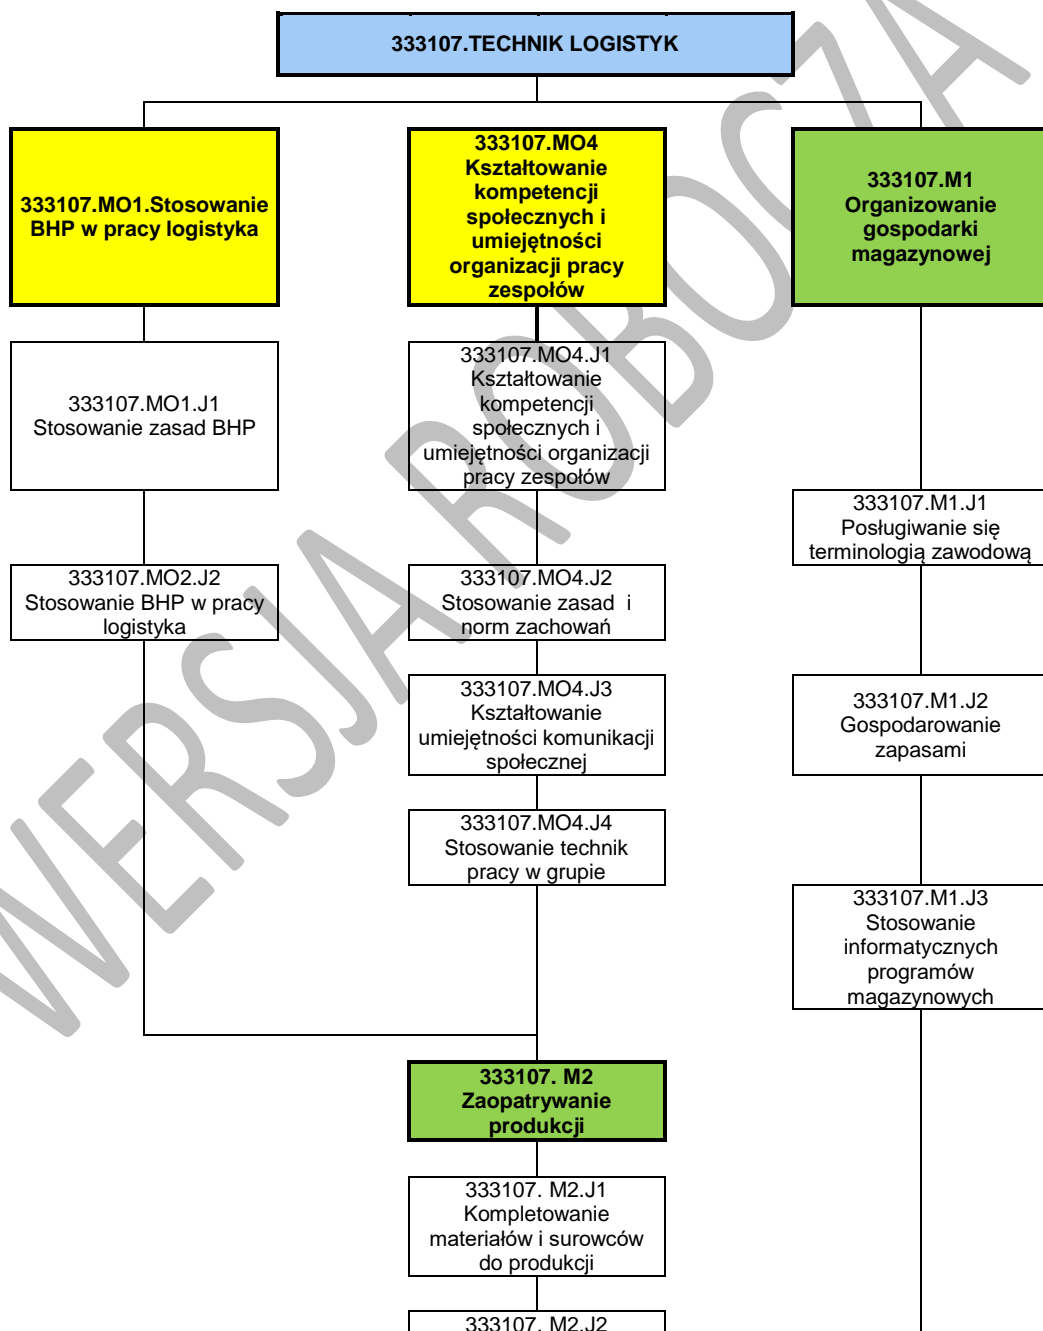 333107.TECHNIK LOGISTYK
333107.MO1.Stosowanie
BHP w pracy logistyka
333107.MO4
Kształtowanie
kompetencji
społecznych i
umiejętności
organizacji pracy
zespołów
333107.M1
Organizowanie
gospodarki
magazynowej
333107.MO1.J1
Stosowanie zasad BHP
333107.MO4.J1
Kształtowanie
kompetencji
społecznych i
umiejętności organizacji
pracy zespołów
333107.M1.J1
Posługiwanie się
terminologią zawodową
333107.MO2.J2
Stosowanie BHP w pracy
logistyka
333107.MO4.J2
Stosowanie zasad i
norm zachowań
333107.MO4.J3
Kształtowanie
umiejętności komunikacji
społecznej
333107.M1.J2
Gospodarowanie
zapasami
333107.MO4.J4
Stosowanie technik
pracy w grupie
333107.M1.J3
Stosowanie
informatycznych
programów
magazynowych
333107. M2
Zaopatrywanie
produkcji
333107. M2.J1
Kompletowanie
materiałów i surowców
do produkcji
333107. M2.J2
WERSJA ROBOCZA